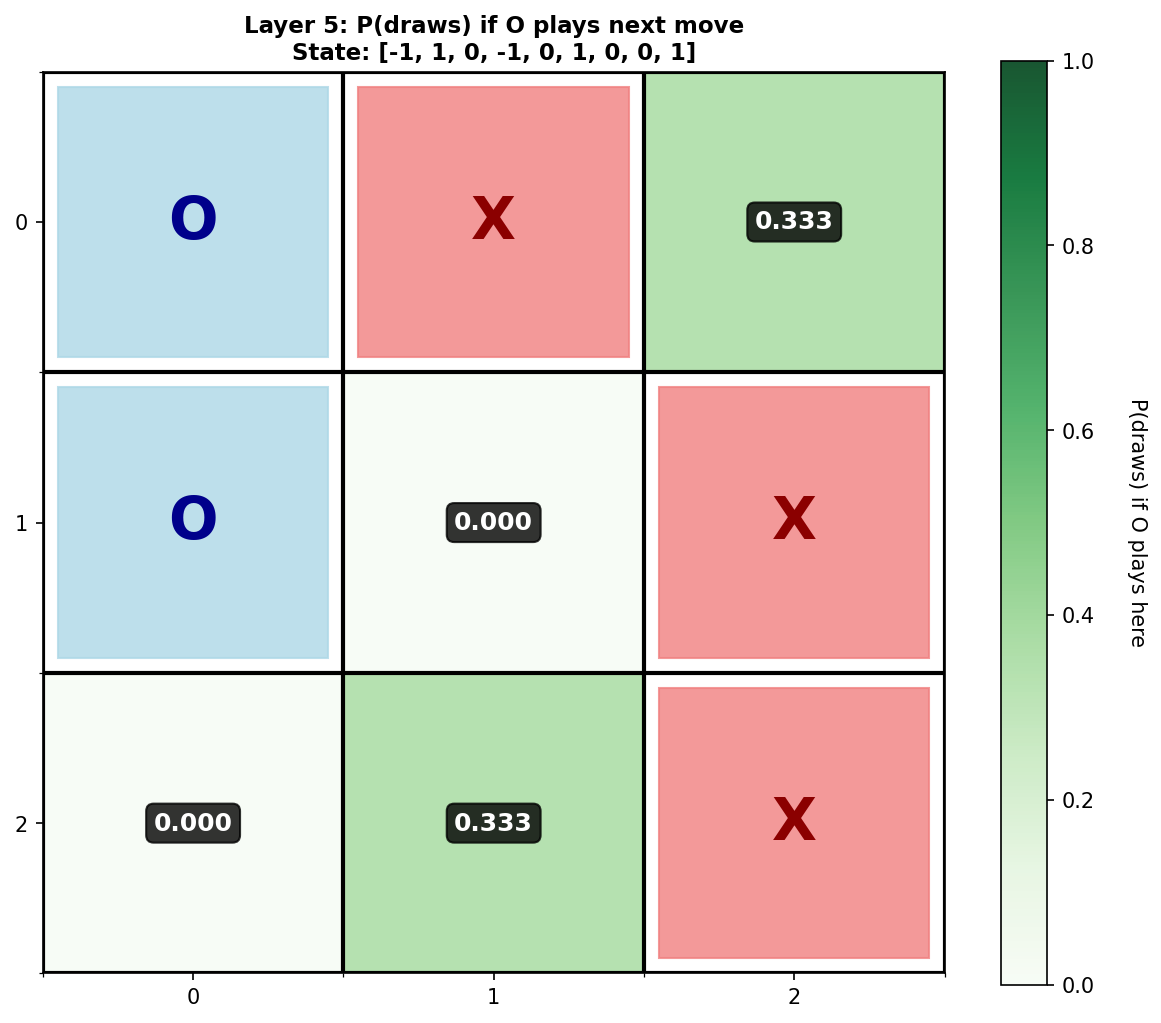 Layer 5: P(draws) if O plays next move
State: [-1, 1, 0, -1, 0, 1, 0, 0, 1]
0
O
X
0.333
1
O
0.000
X
2
0.000
0.333
X
0
1
2
1.0
0.8
0.6
0.4
0.2
0.0
P(draws) if O plays here